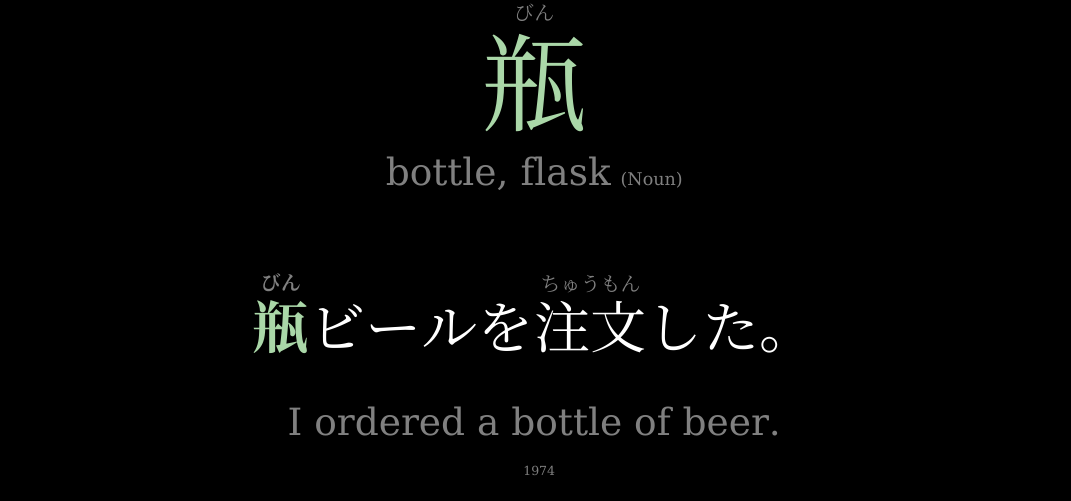 びん
瓶
bottle, flask (Noun)
びん ちゅうもん
瓶ビールを注文した。
I ordered a bottle of beer.
1974